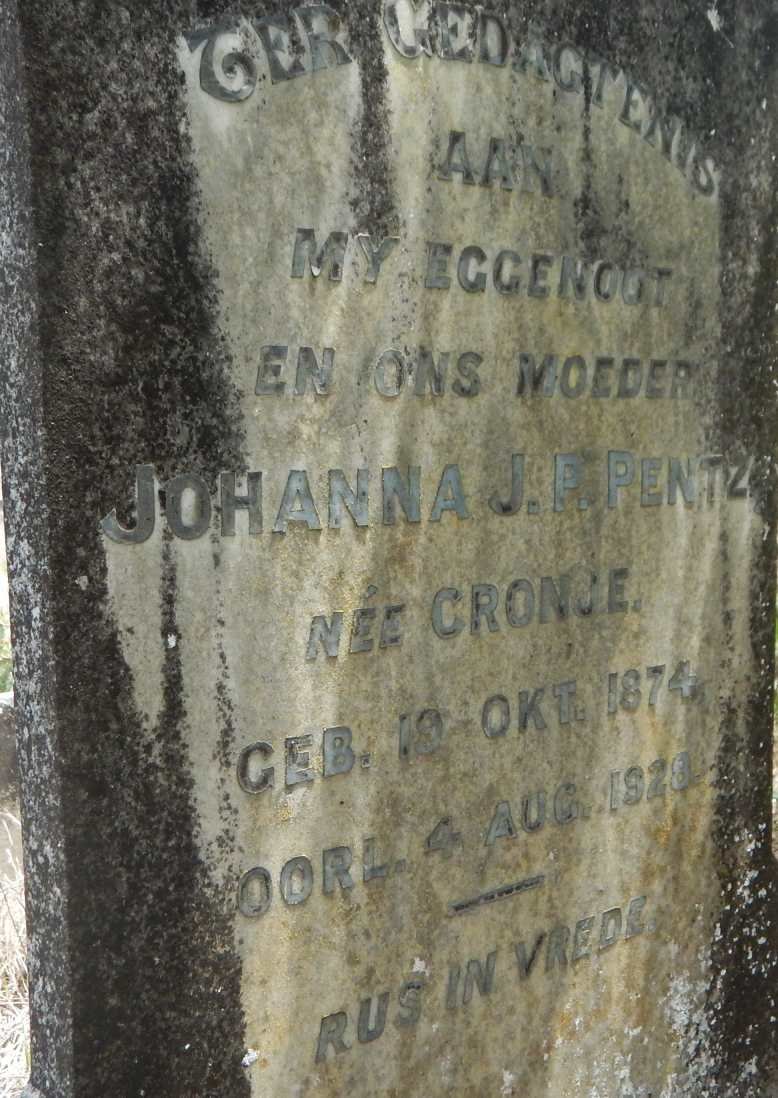 TER GEDAGTENIS
AAN
MY EGGENOOT
EN ONS MOEDER
JOHANNA J. P. PENTZ
NÉE CRONJE.
GEB. 19 OKT. 1874,
OORL. 4 AUG. 1928.
RUS IN VREDE.